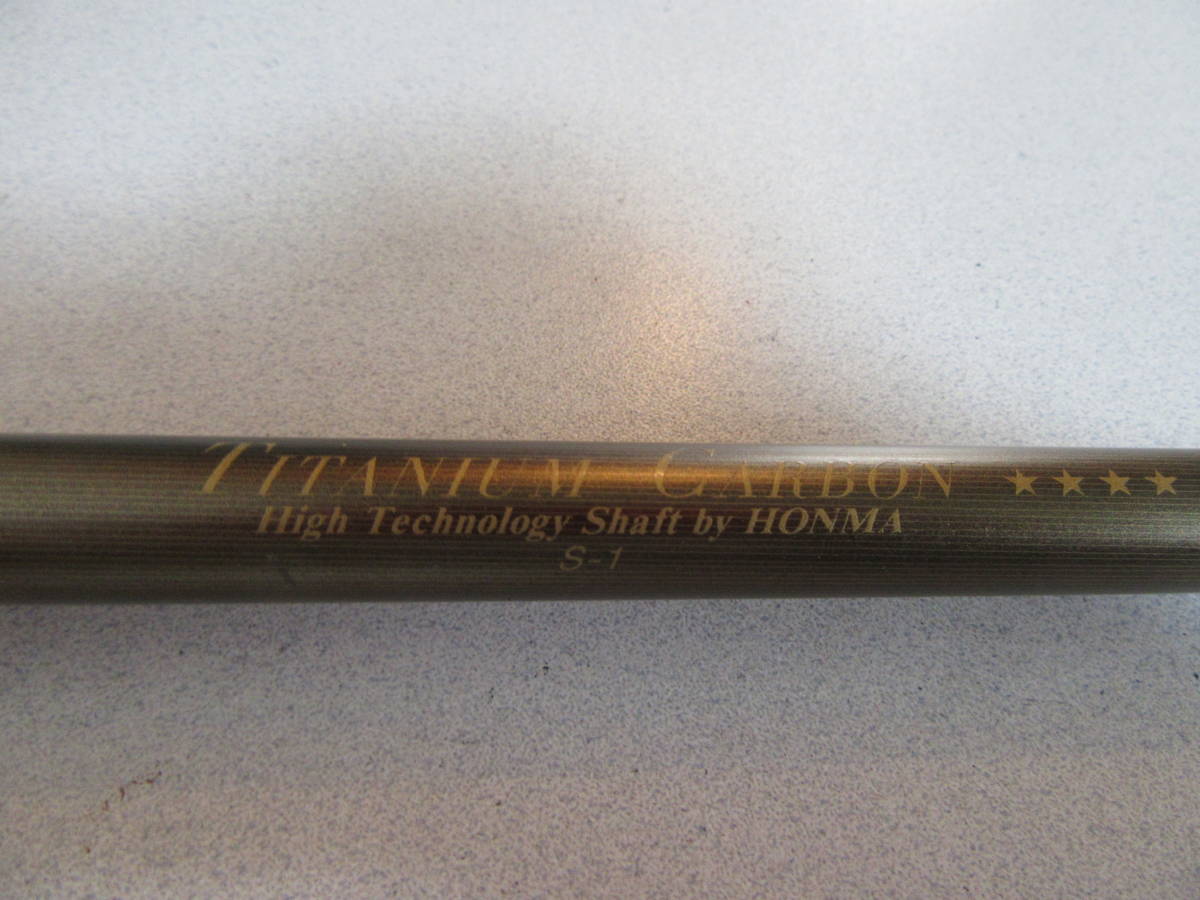 TITANIUM CARBON ★★★★
High Technology Shaft by HONMA
S-1